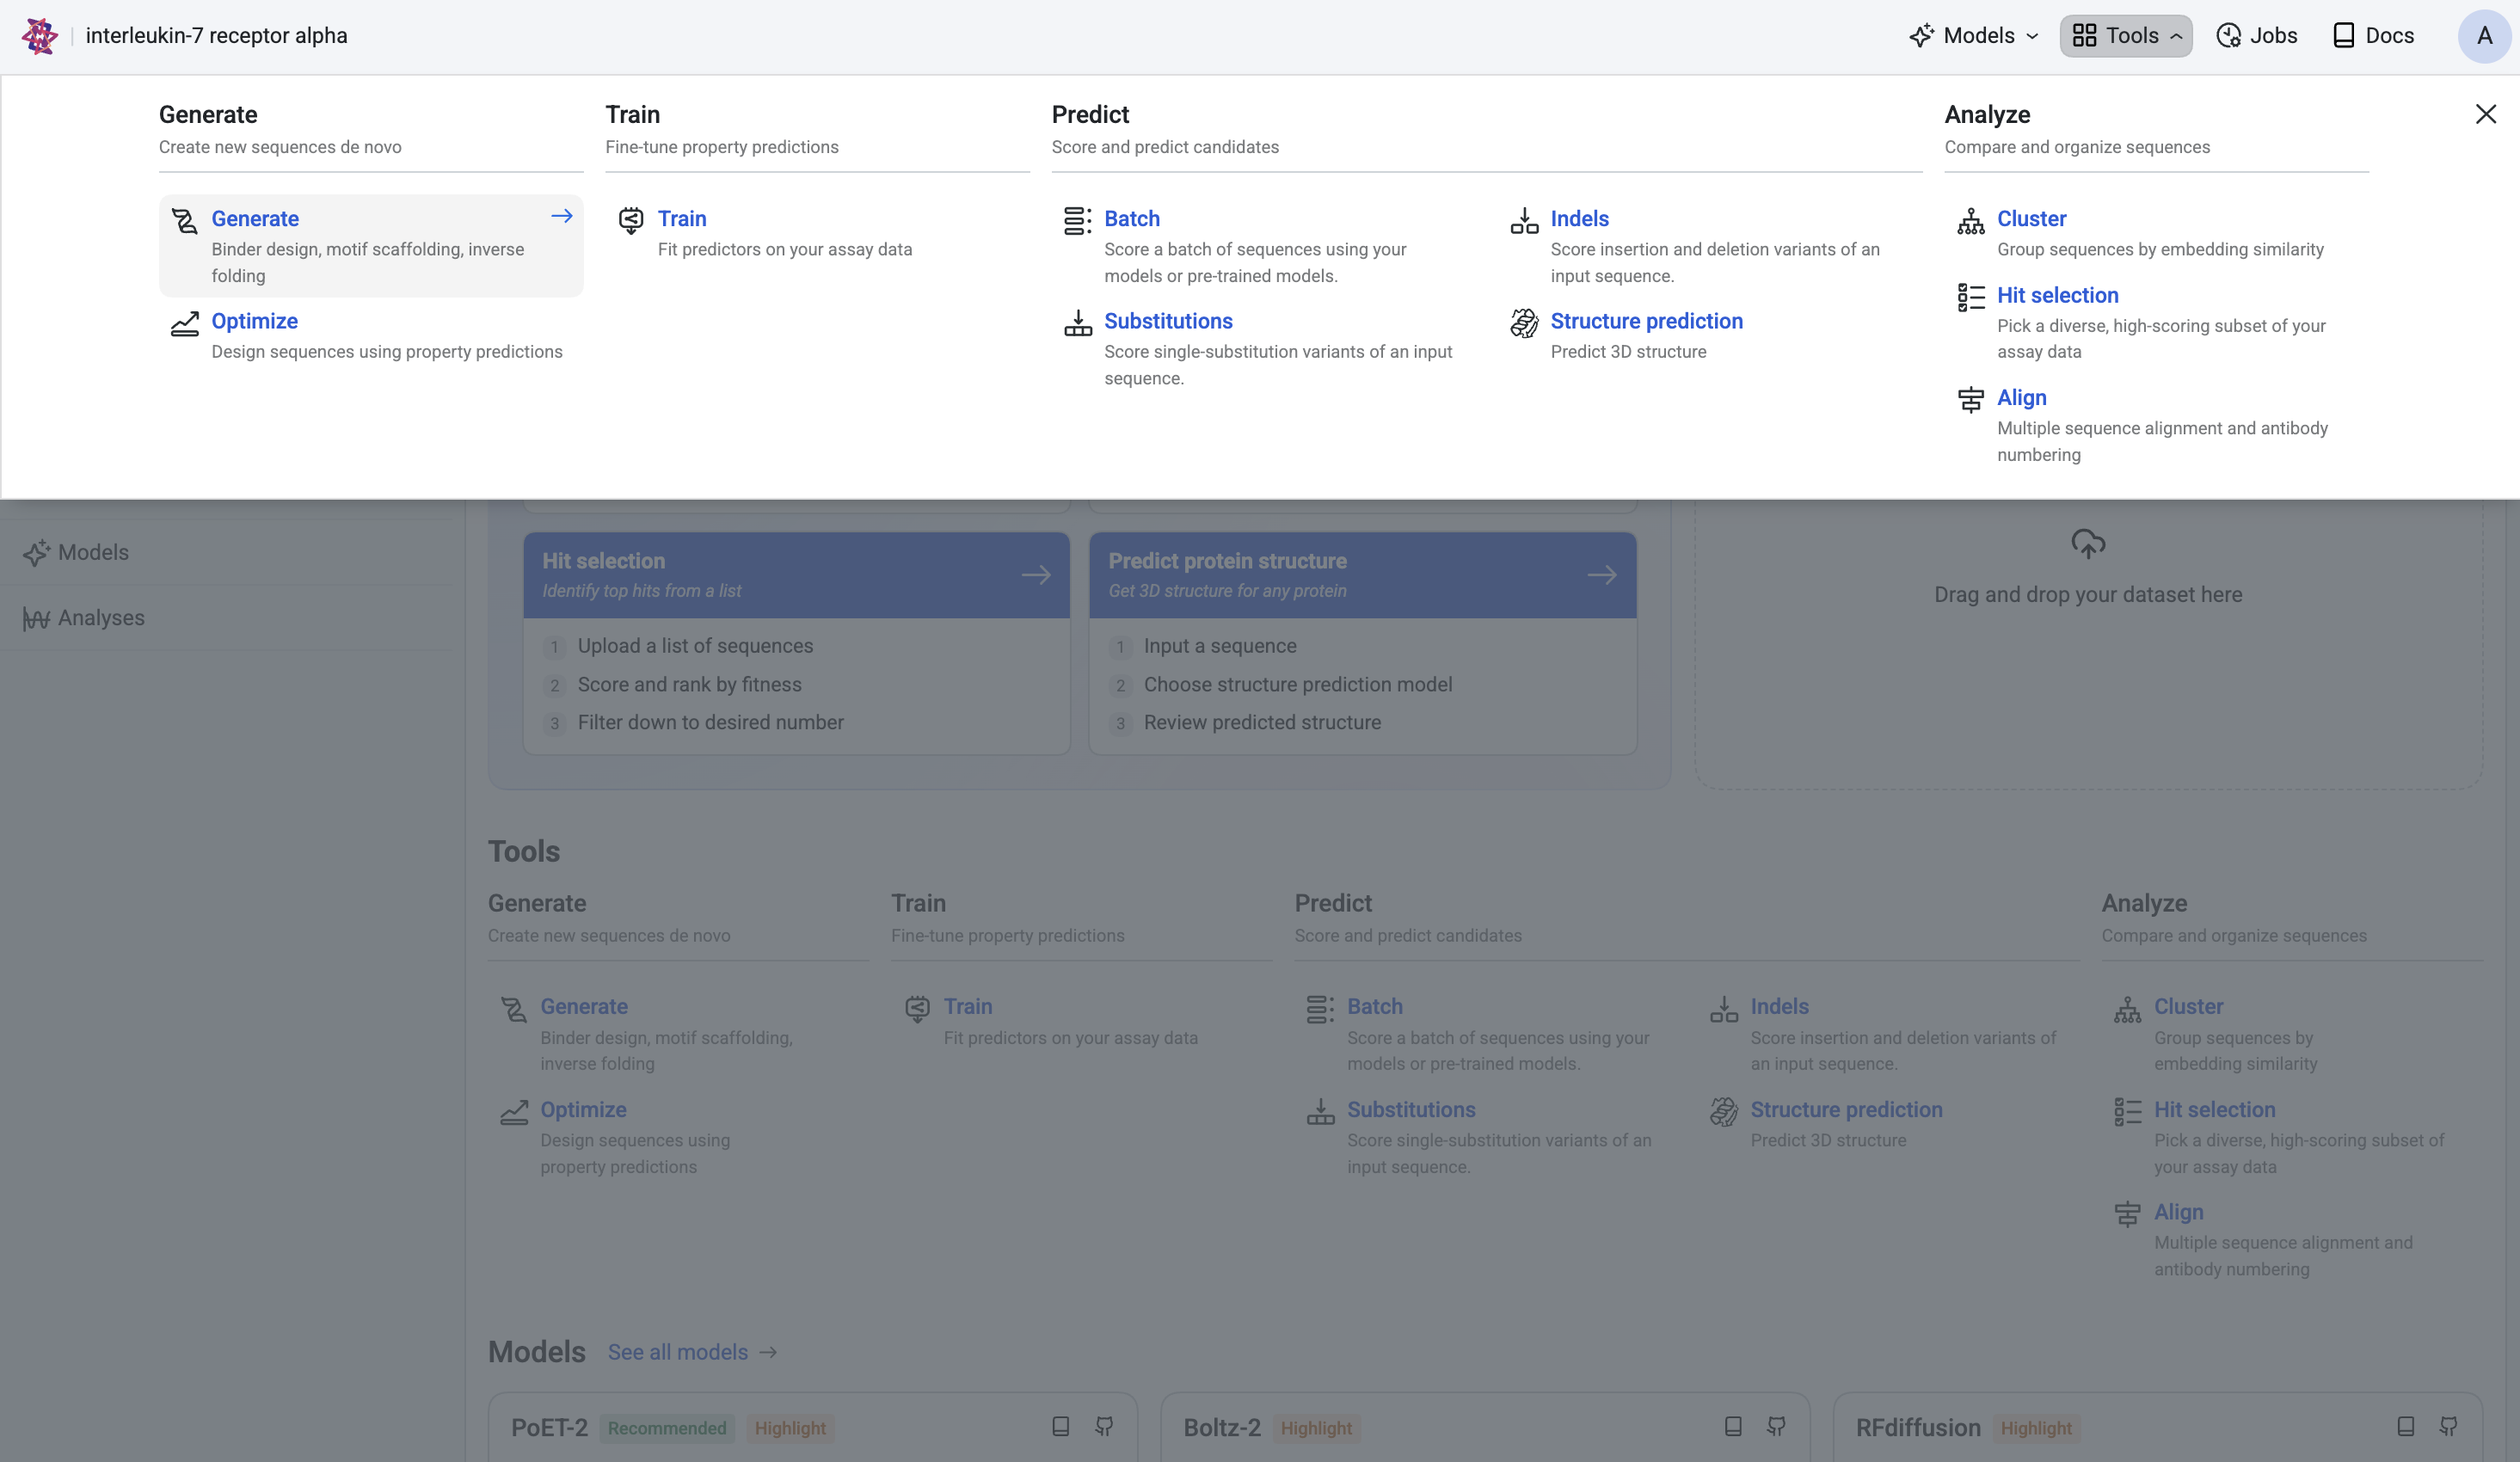 interleukin-7 receptor alpha
Models
Tools
Jobs
Docs
A
Generate
Create new sequences de novo
Generate
Binder design, motif scaffolding, inverse
folding
Optimize
Design sequences using property predictions
Train
Fine-tune property predictions
Train
Fit predictors on your assay data
Predict
Score and predict candidates
Batch
Score a batch of sequences using your
models or pre-trained models.
Substitutions
Score single-substitution variants of an input
sequence.
Indels
Score insertion and deletion variants of an
input sequence.
Structure prediction
Predict 3D structure
Analyze
Compare and organize sequences
Cluster
Group sequences by embedding similarity
Hit selection
Pick a diverse, high-scoring subset of your
assay data
Align
Multiple sequence alignment and antibody
numbering
Models
Analyses
Hit selection
Identify top hits from a list
1 Upload a list of sequences
2 Score and rank by fitness
3 Filter down to desired number
Predict protein structure
Get 3D structure for any protein
1 Input a sequence
2 Choose structure prediction model
3 Review predicted structure
Drag and drop your dataset here
Tools
Generate
Create new sequences de novo
Generate
Binder design, motif scaffolding,
inverse folding
Optimize
Design sequences using
property predictions
Train
Fine-tune property predictions
Train
Fit predictors on your assay data
Predict
Score and predict candidates
Batch
Score a batch of sequences using your
models or pre-trained models.
Substitutions
Score single-substitution variants of an
input sequence.
Indels
Score insertion and deletion variants of
an input sequence.
Structure prediction
Predict 3D structure
Analyze
Compare and organize sequences
Cluster
Group sequences by
embedding similarity
Hit selection
Pick a diverse, high-scoring subset of
your assay data
Align
Multiple sequence alignment and
antibody numbering
Models See all models
PoET-2 Recommended Highlight
Boltz-2 Highlight
RFdiffusion Highlight